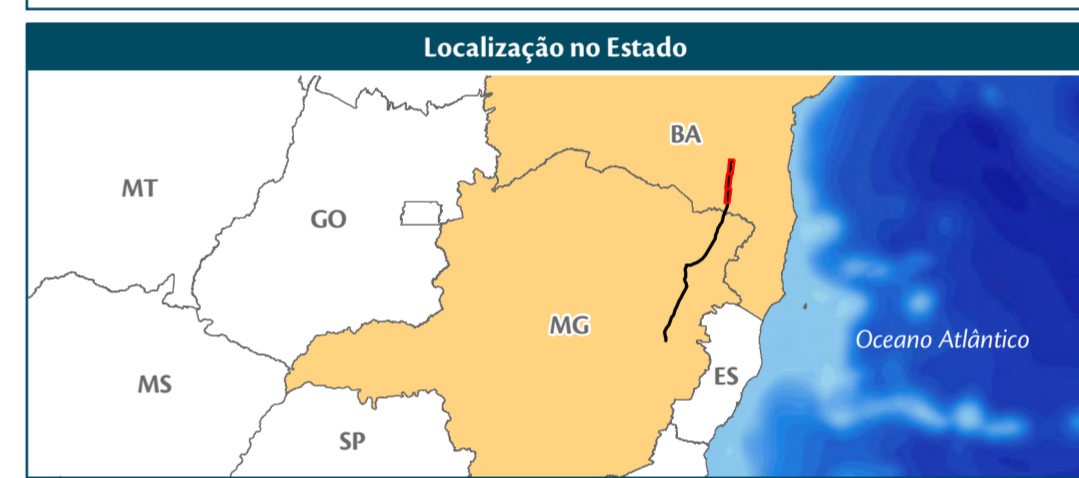 Localização no Estado
BA
MT
GO
MG
Oceano Atlântico
ES
MS
SP